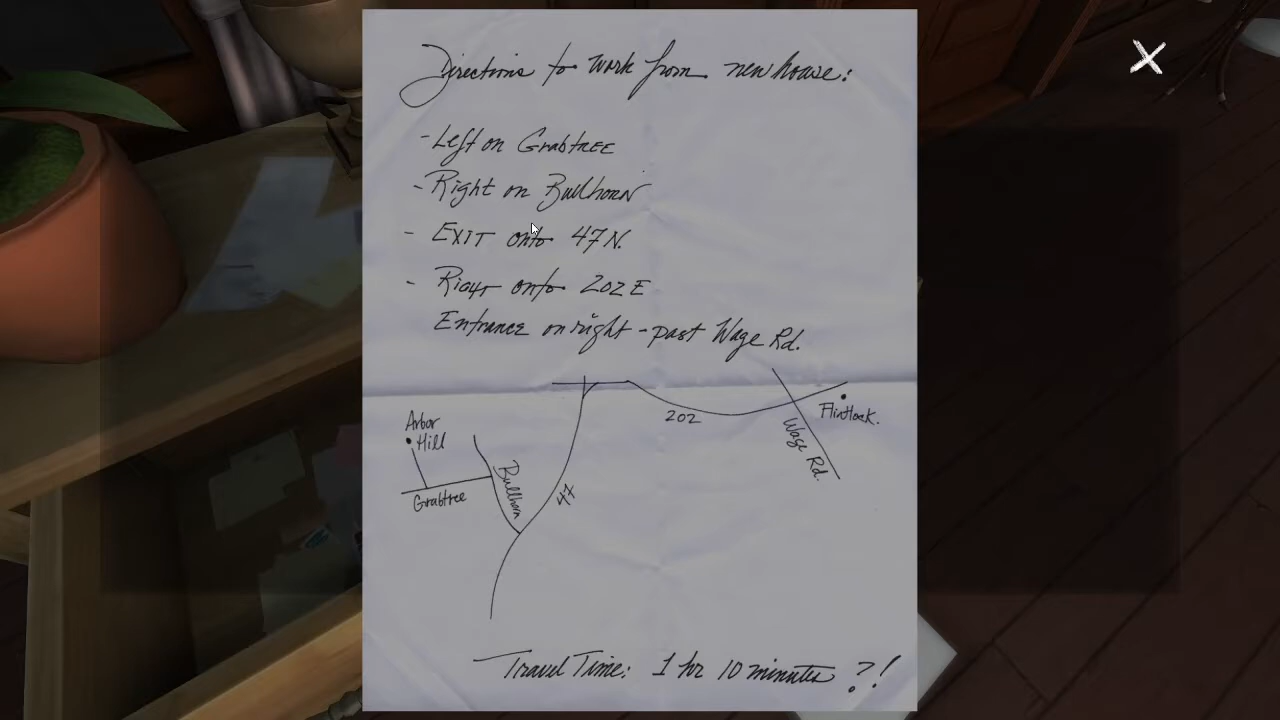 Directions to work from new house:
- Left on Grabtree
- Right on Bullhorn
- EXIT onto 47 N.
- Right onto 202 E
Entrance on right - past Wage Rd.
Arbor
Hill
Grabtree
Bullhorn
47
202
Wage Rd.
Flintlock.
Travel Time: 1 hr 10 minutes ?!